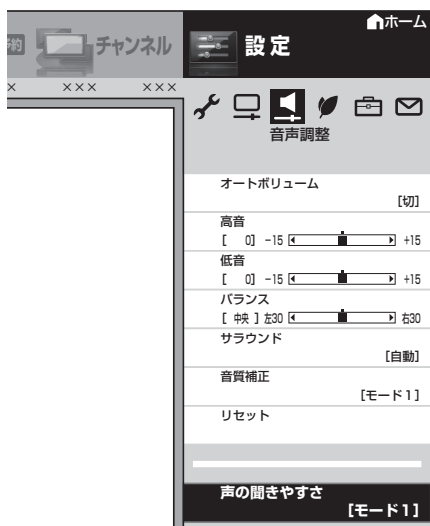 ホーム
予約
チャンネル
設定
× ××× ×××
音声調整
オートボリューム
[切]
高音
[ 0] -15 +15
低音
[ 0] -15 +15
バランス
[ 中央 ] 左30 右30
サラウンド
[自動]
音質補正
[モード1]
リセット
声の聞きやすさ
[モード1]